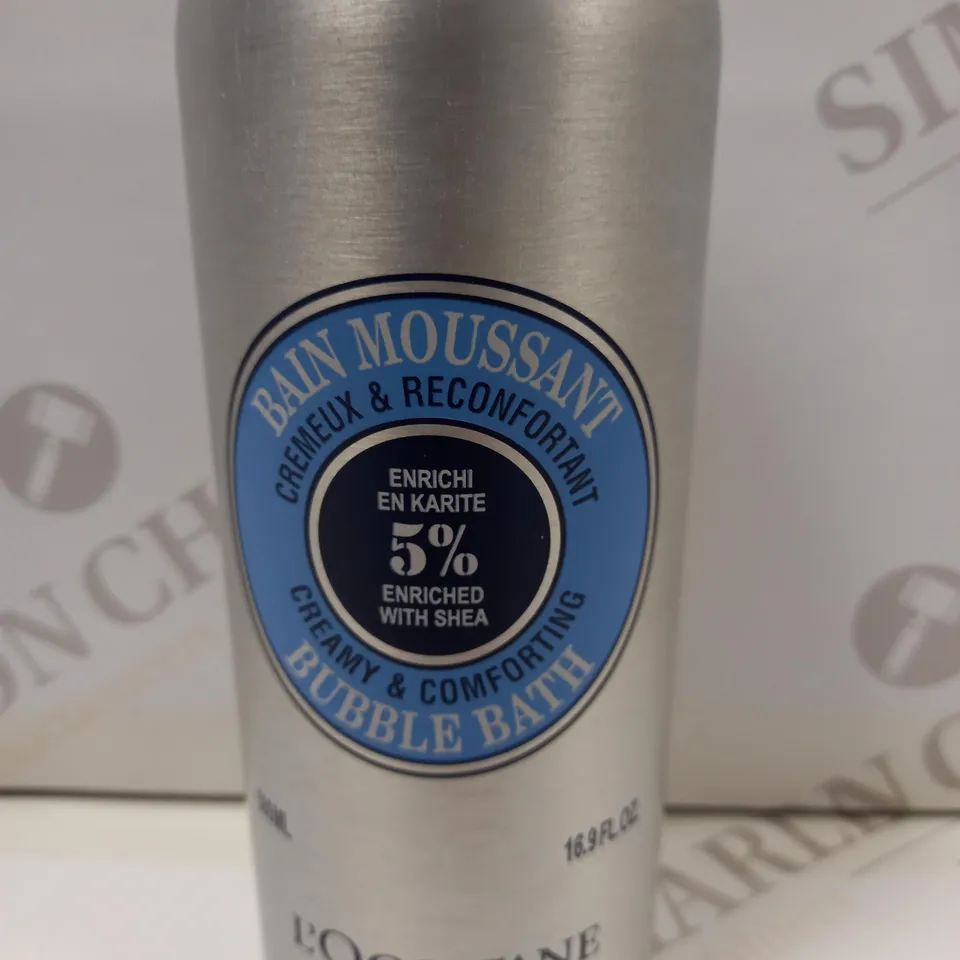 BAIN MOUSSANT
CREMEUX & RECONFORTANT
ENRICHI
EN KARITE
5%
ENRICHED
WITH SHEA
CREAMY & COMFORTING
BUBBLE BATH
16.9 FL.OZ.
L'OCCITANE